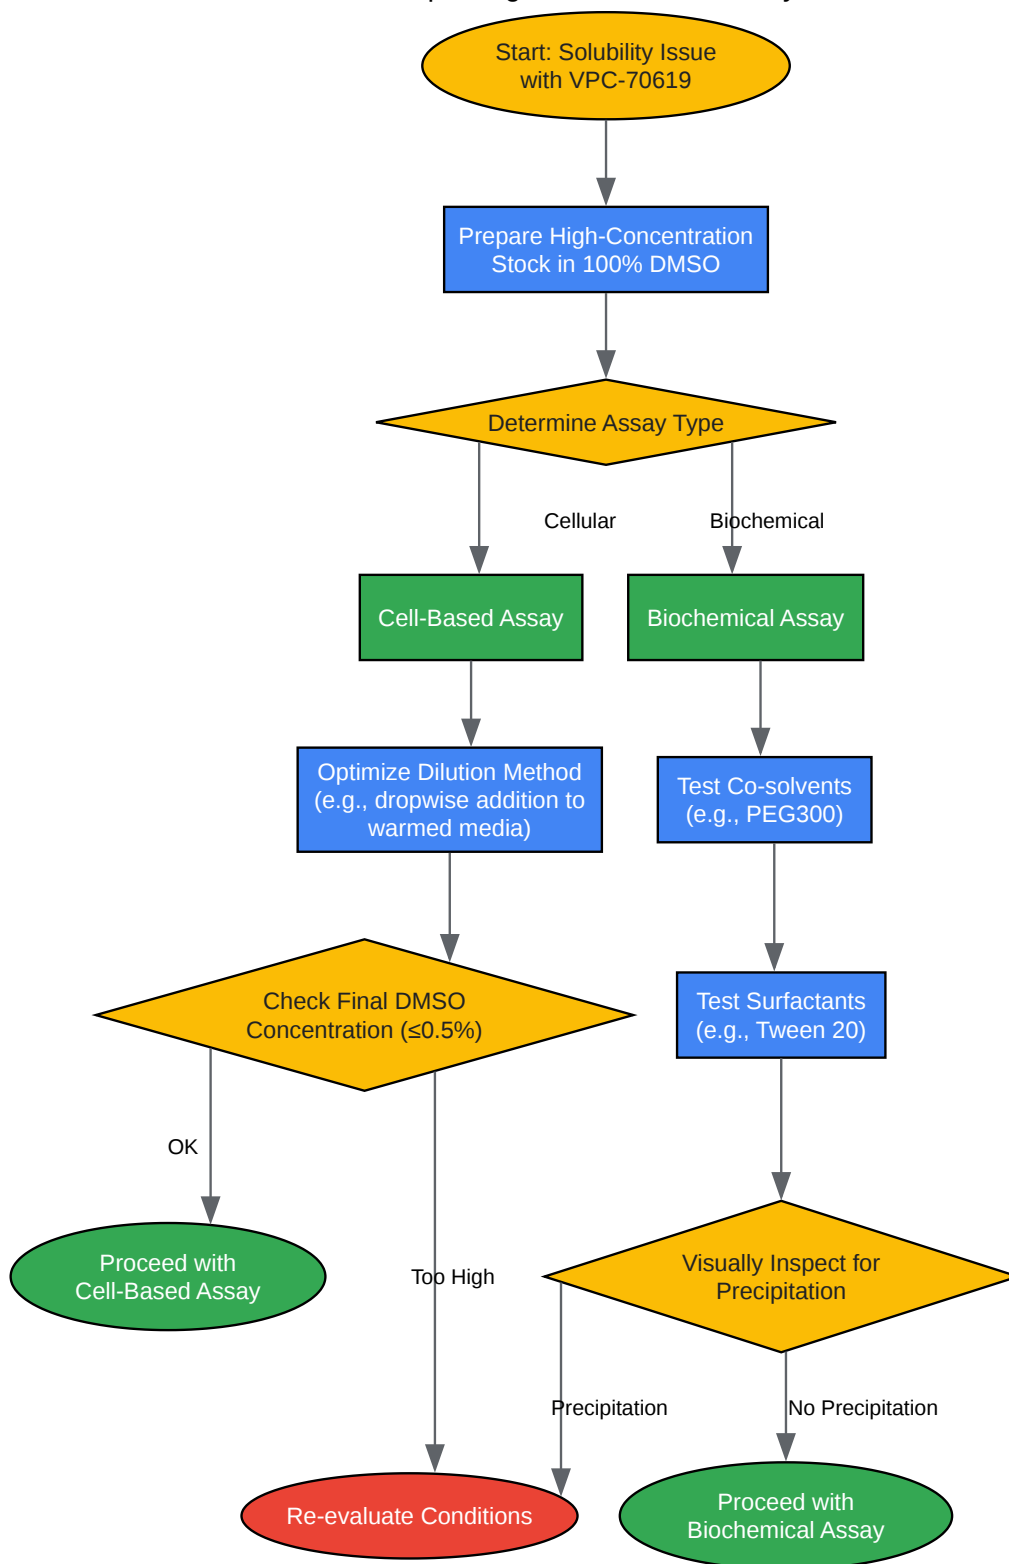 Start: Solubility Issue
with VPC-70619
Prepare High-Concentration
Stock in 100% DMSO
Determine Assay Type
Cellular
Biochemical
Cell-Based Assay
Biochemical Assay
Optimize Dilution Method
(e.g., dropwise addition to
warmed media)
Test Co-solvents
(e.g., PEG300)
Check Final DMSO
Concentration (≤0.5%)
Test Surfactants
(e.g., Tween 20)
OK
Proceed with
Cell-Based Assay
Too High
Visually Inspect for
Precipitation
Precipitation
No Precipitation
Re-evaluate Conditions
Proceed with
Biochemical Assay